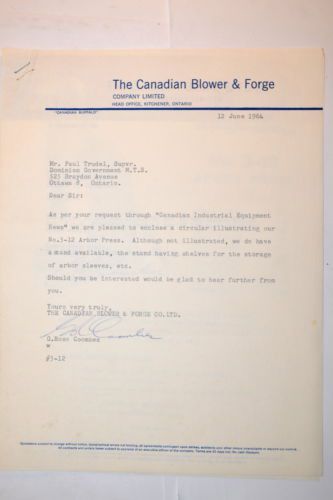 The Canadian Blower & Forge
COMPANY LIMITED
HEAD OFFICE, KITCHENER, ONTARIO
"CANADIAN BUFFALO"
12 June 1964
Mr. Paul Trudel, Supvr.
Dominion Government M.T.B.
525 Braydon Avenue
Ottawa 8, Ontario.
Dear Sir:
As per your request through "Canadian Industrial Equipment
News" we are pleased to enclose a circular illustrating our
No.3-12 Arbor Press. Although not illustrated, we do have
a stand available, the stand having shelves for the storage
of arbor sleeves, etc.
Should you be interested would be glad to hear further from
you.
Yours very truly,
THE CANADIAN BLOWER & FORGE CO.LTD.
G.Ross Coombes
w
#3-12